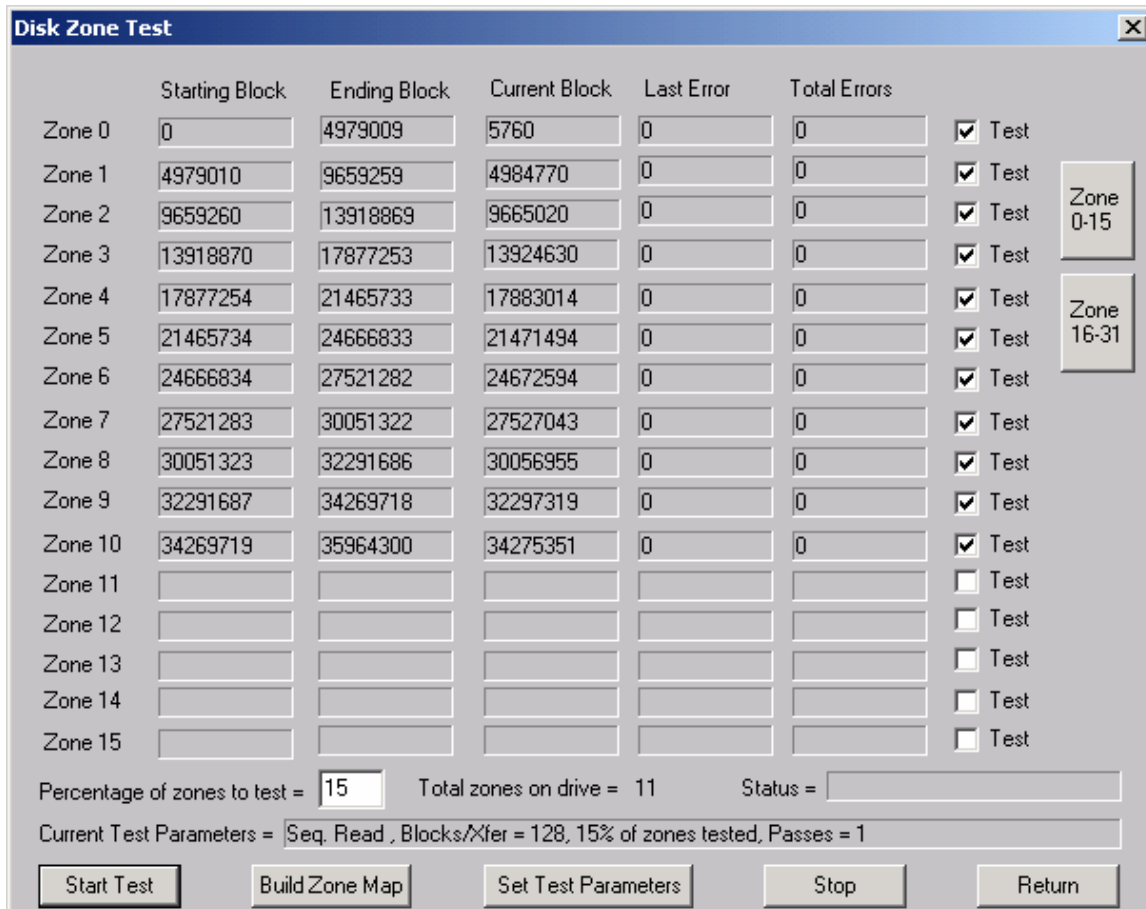 Disk Zone Test
Starting Block Ending Block Current Block Last Error Total Errors
Zone 0 0 4979009 5760 0 0 Test
Zone 1 4979010 9659259 4984770 0 0 Test
Zone 2 9659260 13918869 9665020 0 0 Test
Zone 0-15
Zone 3 13918870 17877253 13924630 0 0 Test
Zone 4 17877254 21465733 17883014 0 0 Test
Zone 5 21465734 24666833 21471494 0 0 Test
Zone 16-31
Zone 6 24666834 27521282 24672594 0 0 Test
Zone 7 27521283 30051322 27527043 0 0 Test
Zone 8 30051323 32291686 30056955 0 0 Test
Zone 9 32291687 34269718 32297319 0 0 Test
Zone 10 34269719 35964300 34275351 0 0 Test
Zone 11 Test
Zone 12 Test
Zone 13 Test
Zone 14 Test
Zone 15 Test
Percentage of zones to test = 15 Total zones on drive = 11 Status =
Current Test Parameters = Seq. Read , Blocks/Xfer = 128, 15% of zones tested, Passes = 1
Start Test Build Zone Map Set Test Parameters Stop Return